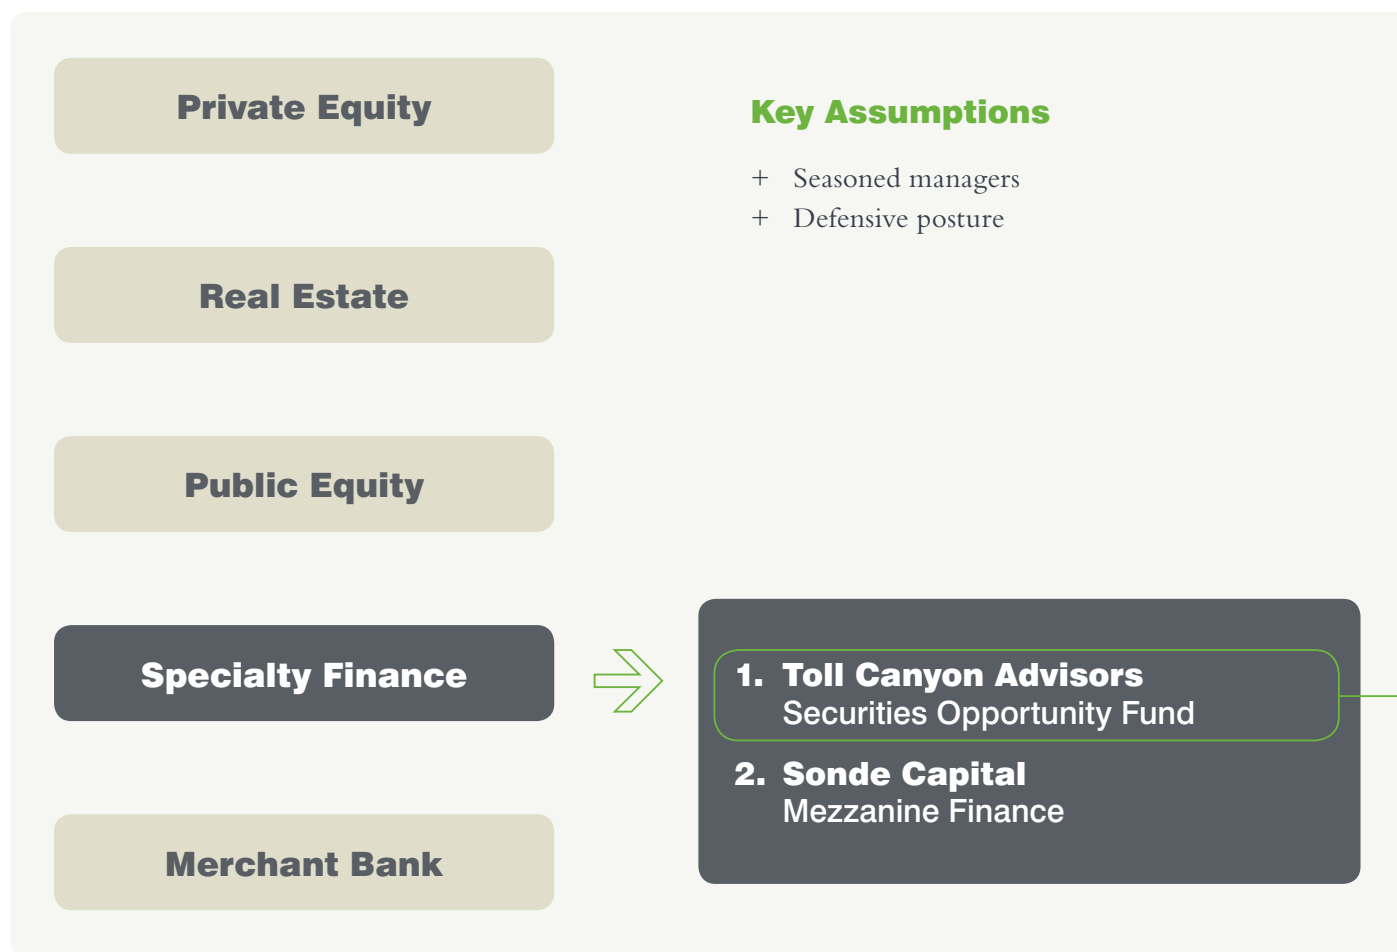 Private Equity
Real Estate
Public Equity
Specialty Finance
Merchant Bank
Key Assumptions
+ Seasoned managers
+ Defensive posture
1. Toll Canyon Advisors
Securities Opportunity Fund
2. Sonde Capital
Mezzanine Finance